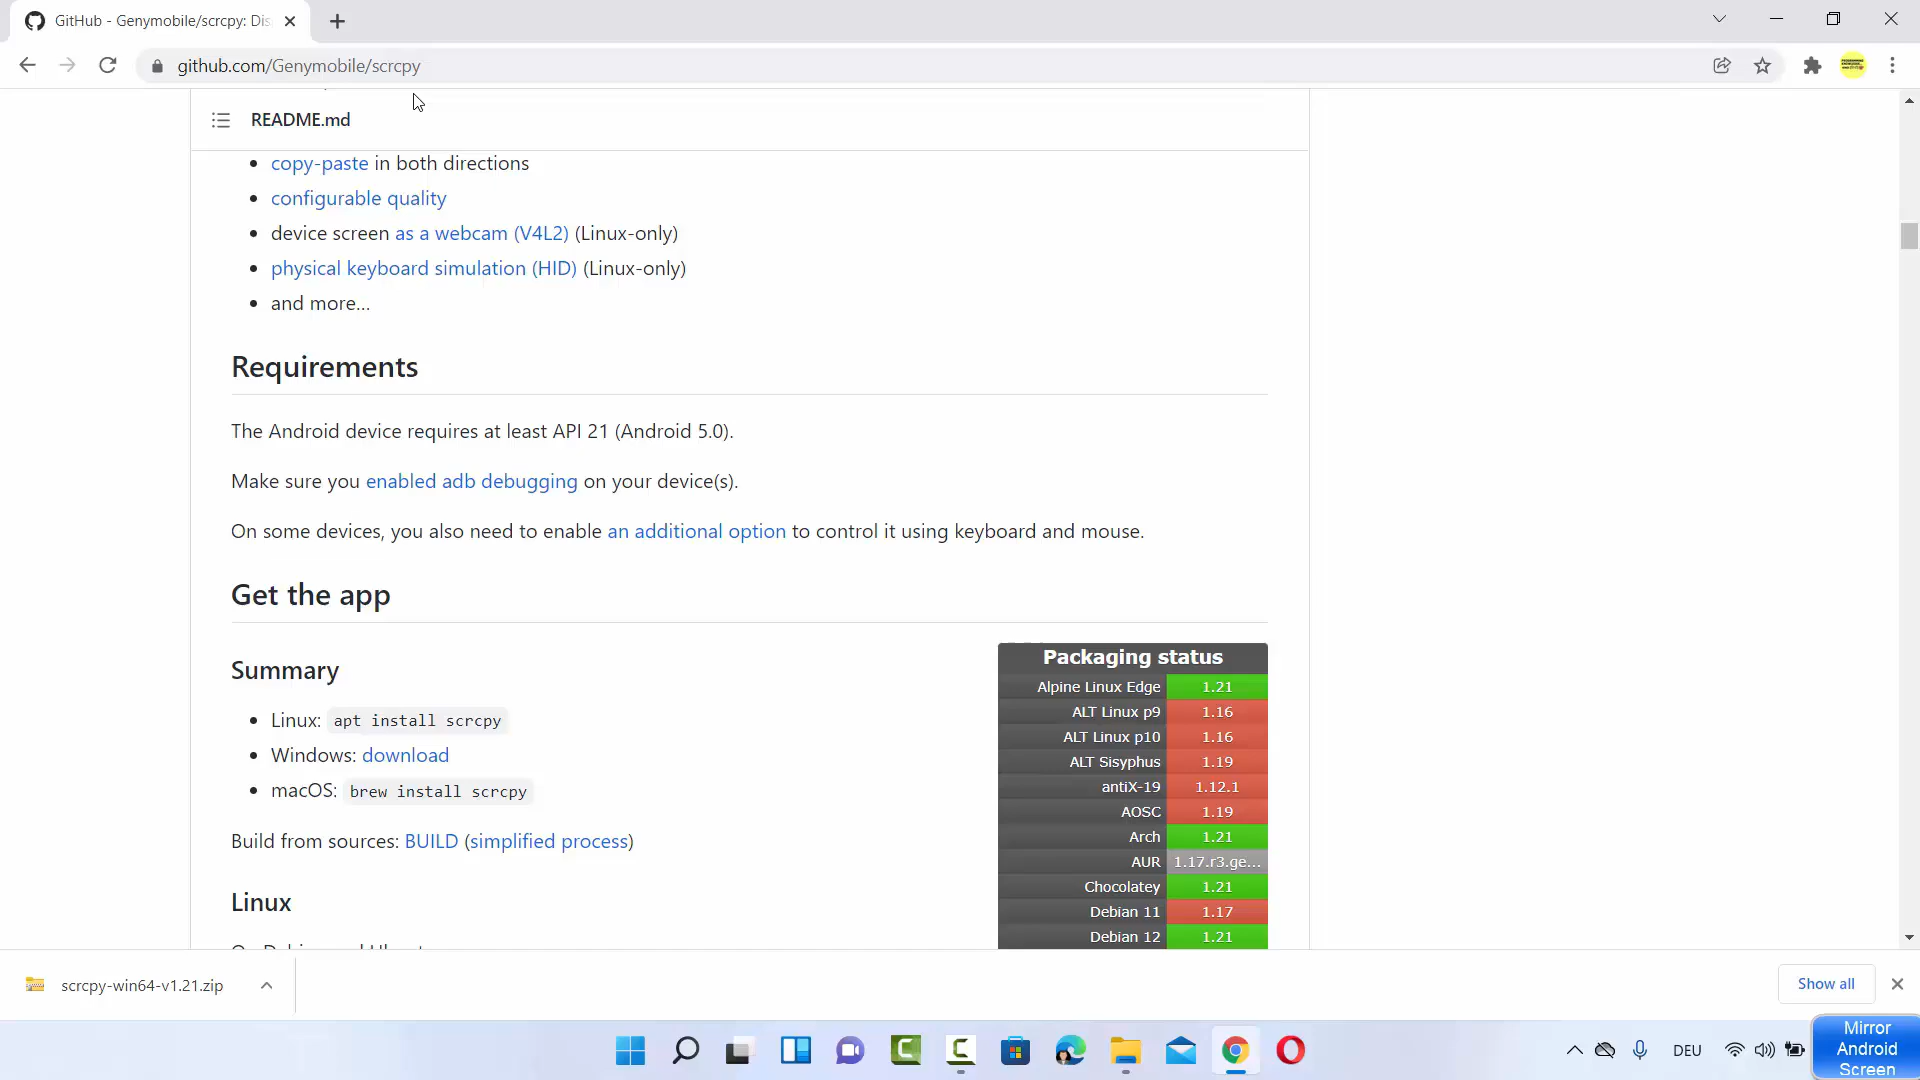 GitHub - Genymobile/scrcpy: Dis
github.com/Genymobile/scrcpy
README.md
copy-paste in both directions
configurable quality
device screen as a webcam (V4L2) (Linux-only)
physical keyboard simulation (HID) (Linux-only)
and more...
Requirements
The Android device requires at least API 21 (Android 5.0).
Make sure you enabled adb debugging on your device(s).
On some devices, you also need to enable an additional option to control it using keyboard and mouse.
Get the app
Summary
Linux: apt install scrcpy
Windows: download
macOS: brew install scrcpy
Build from sources: BUILD (simplified process)
Linux
Packaging status
Alpine Linux Edge 1.21
ALT Linux p9 1.16
ALT Linux p10 1.16
ALT Sisyphus 1.19
antiX-19 1.12.1
AOSC 1.19
Arch 1.21
AUR 1.17.r3.ge...
Chocolatey 1.21
Debian 11 1.17
Debian 12 1.21
scrcpy-win64-v1.21.zip
Show all
DEU
Mirror
Android
Screen